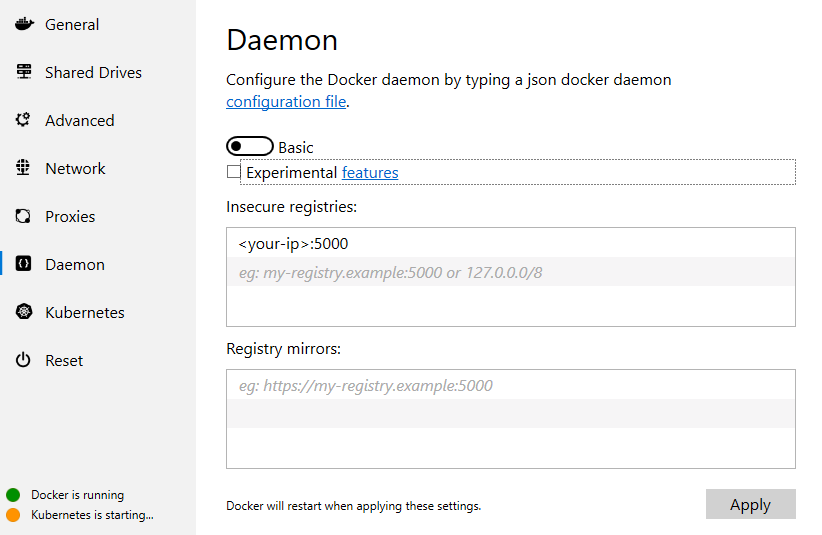 General
Shared Drives
Advanced
Network
Proxies
Daemon
Kubernetes
Reset
Docker is running
Kubernetes is starting...
Daemon
Configure the Docker daemon by typing a json docker daemon
configuration file.
Basic
Experimental features
Insecure registries:
<your-ip>:5000
eg: my-registry.example:5000 or 127.0.0.0/8
Registry mirrors:
eg: https://my-registry.example:5000
Docker will restart when applying these settings.
Apply